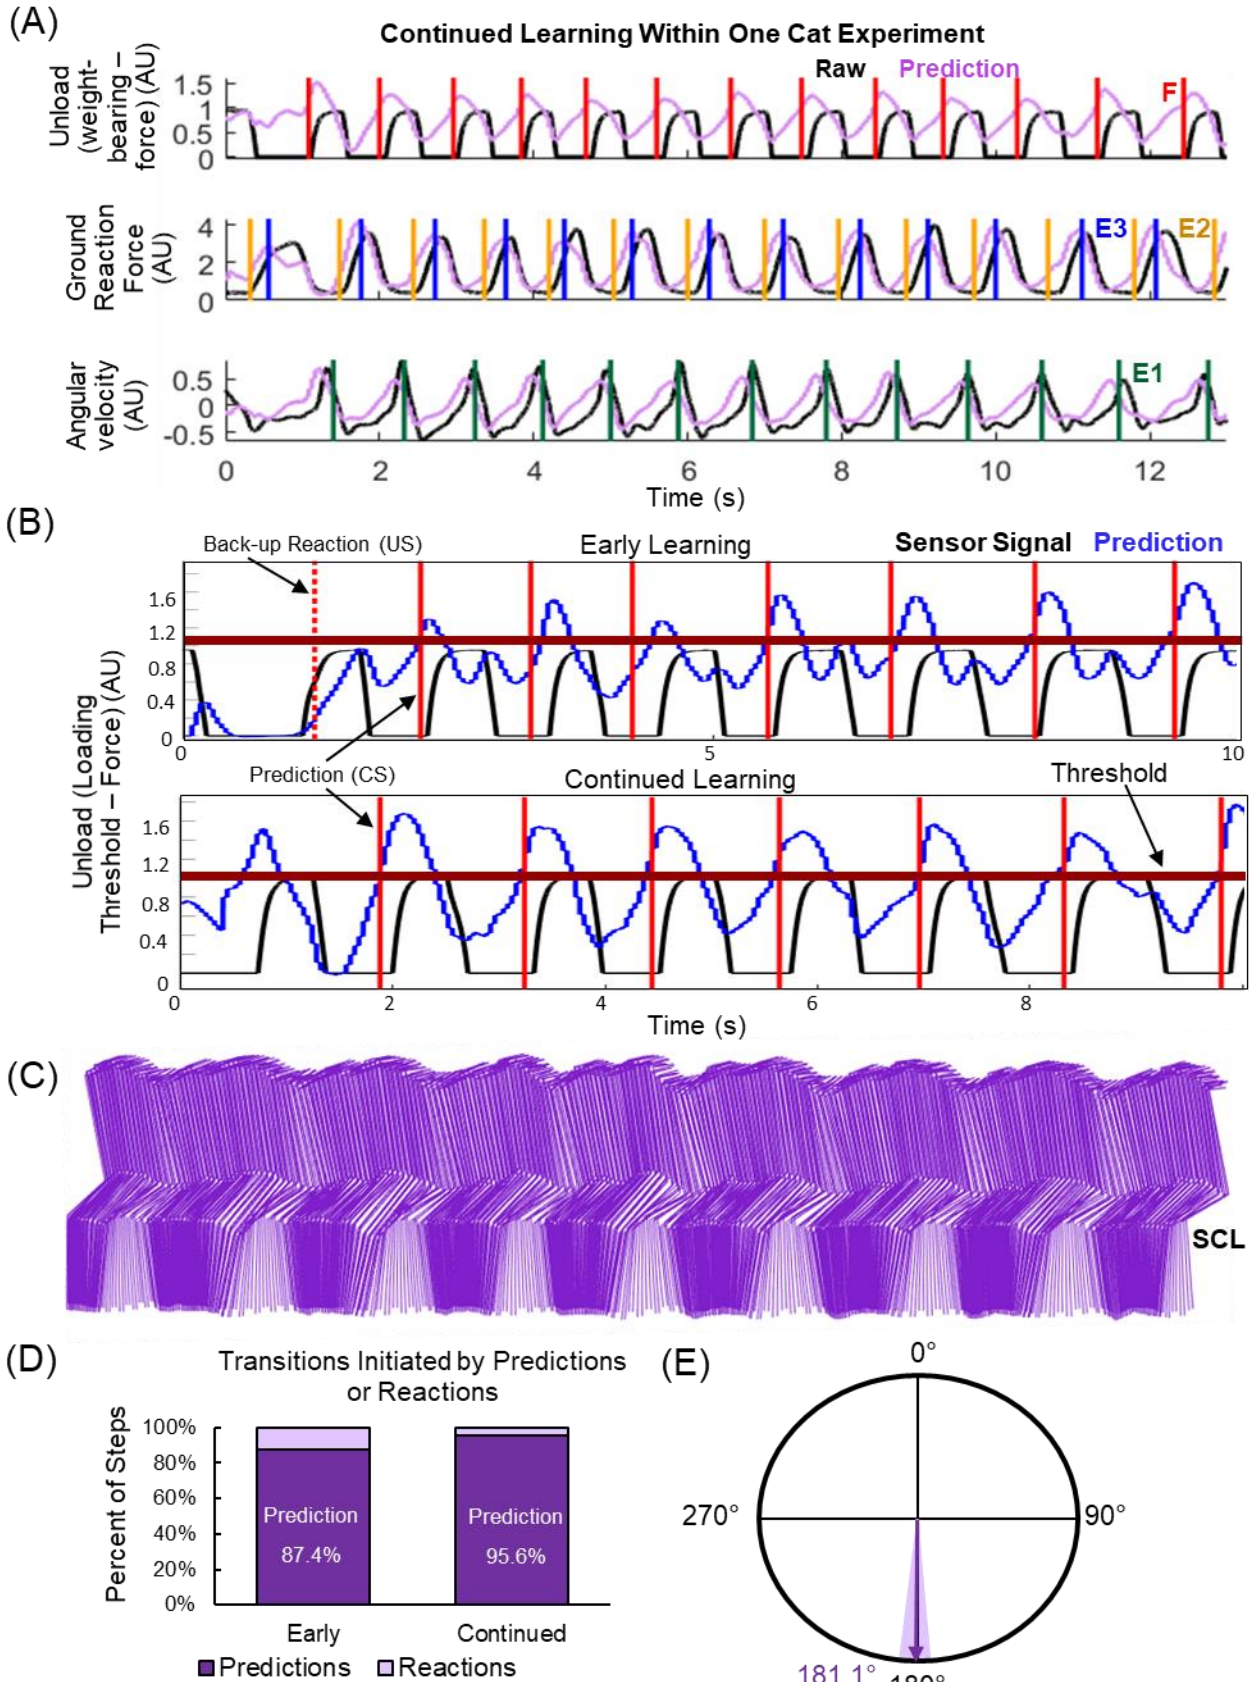 (A)
Continued Learning Within One Cat Experiment
Raw Prediction
Unload
(weight-
bearing –
force) (AU)
1.5
1
0.5
0
F
Ground
Reaction
Force
(AU)
4
2
0
E3 E2
Angular
velocity
(AU)
0.5
0
-0.5
E1
0 2 4 6 8 10 12
Time (s)
(B)
Back-up Reaction (US)
Early Learning
Sensor Signal Prediction
Unload (Loading
Threshold – Force) (AU)
1.6
1.2
0.8
0.4
0
0 5 10
Prediction (CS)
Continued Learning
Threshold
1.6
1.2
0.8
0.4
0
0 2 4 6 8
Time (s)
(C)
SCL
(D)
Transitions Initiated by Predictions
or Reactions
Percent of Steps
100%
80%
60%
40%
20%
0%
Prediction
87.4%
Prediction
95.6%
Early Continued
Predictions Reactions
(E)
0°
270°
90°
181.1°
180°